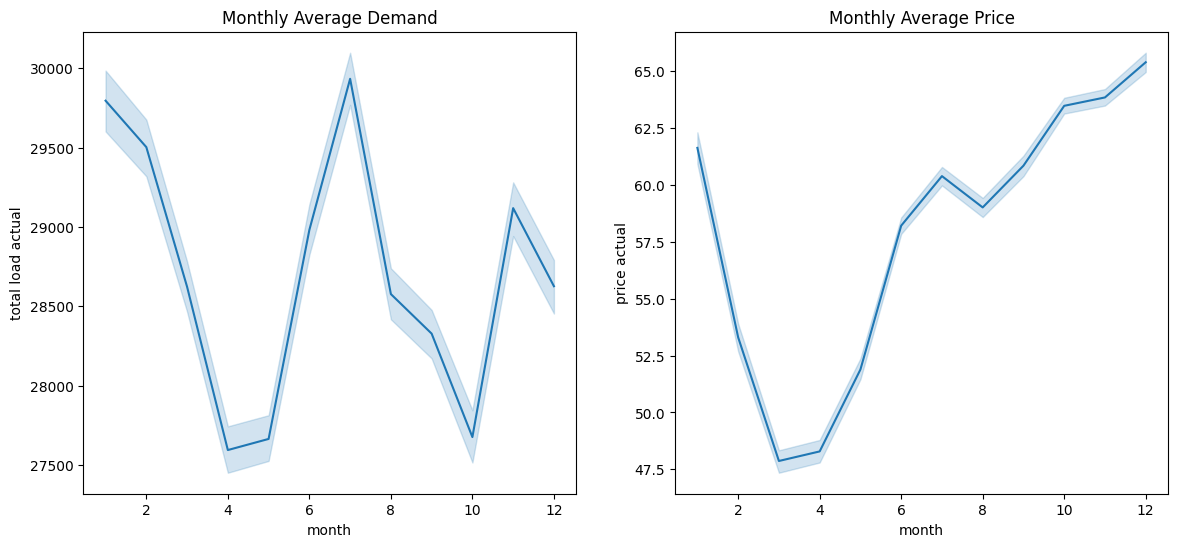 Monthly Average Demand
30000
29500
29000
28500
28000
27500
total load actual
2 4 6 8 10 12
month
Monthly Average Price
65.0
62.5
60.0
57.5
55.0
52.5
50.0
47.5
price actual
2 4 6 8 10 12
month